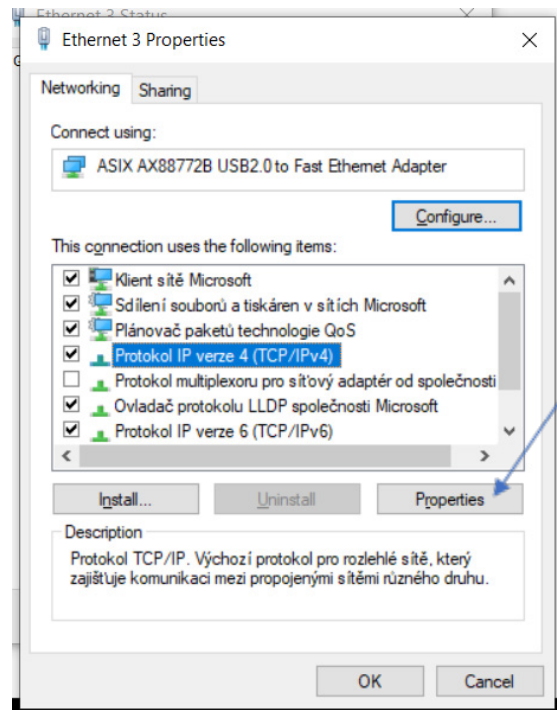 Ethernet 3 Status
Ethernet 3 Properties
Networking Sharing
Connect using:
ASIX AX88772B USB2.0 to Fast Ethernet Adapter
Configure...
This connection uses the following items:
Klient sítě Microsoft
Sdílení souborů a tiskáren v sítích Microsoft
Plánovač paketů technologie QoS
Protokol IP verze 4 (TCP/IPv4)
Protokol multiplexoru pro síťový adaptér od společnosti
Ovladač protokolu LLDP společnosti Microsoft
Protokol IP verze 6 (TCP/IPv6)
Install... Uninstall Properties
Description
Protokol TCP/IP. Výchozí protokol pro rozlehlé sítě, který
zajišťuje komunikaci mezi propojenými sítěmi různého druhu.
OK Cancel